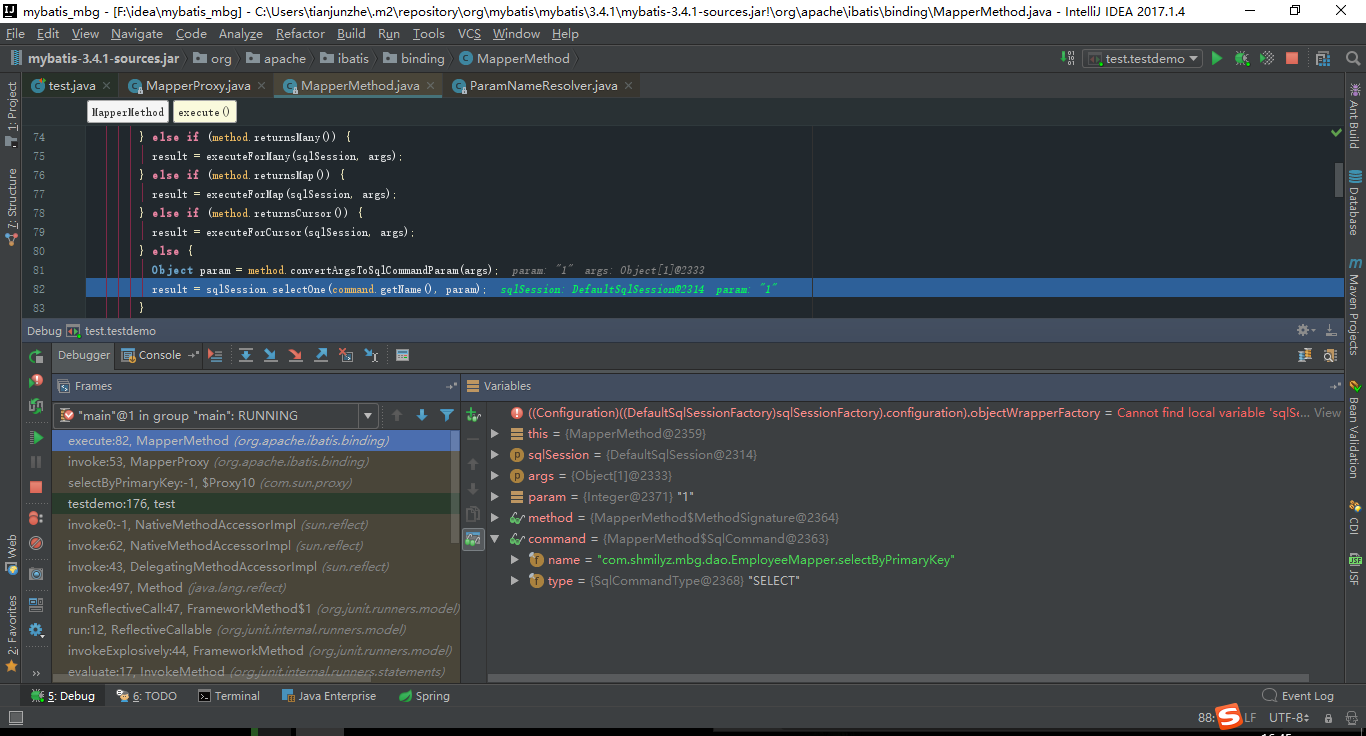 mybatis_mbg - [F:\idea\mybatis_mbg] - C:\Users\tianjunzhe\.m2\repository\org\mybatis\mybatis\3.4.1\mybatis-3.4.1-sources.jar!\org\apache\ibatis\binding\MapperMethod.java - IntelliJ IDEA 2017.1.4
File Edit View Navigate Code Analyze Refactor Build Run Tools VCS Window Help
mybatis-3.4.1-sources.jar org apache ibatis binding MapperMethod test.testdemo
test.java MapperProxy.java MapperMethod.java ParamNameResolver.java
MapperMethod execute()
74 } else if (method.returnsMany()) {
75 result = executeForMany(sqlSession, args);
76 } else if (method.returnsMap()) {
77 result = executeForMap(sqlSession, args);
78 } else if (method.returnsCursor()) {
79 result = executeForCursor(sqlSession, args);
80 } else {
81 Object param = method.convertArgsToSqlCommandParam(args); param: "1" args: Object[1]@2333
82 result = sqlSession.selectOne(command.getName(), param); sqlSession: DefaultSqlSession@2314 param: "1"
83 }
1: Project
7: Structure
Web
2: Favorites
Ant Build
Database
Maven Projects
Bean Validation
CDI
JSF
Debug test.testdemo
Debugger Console
Frames
"main"@1 in group "main": RUNNING
execute:82, MapperMethod (org.apache.ibatis.binding)
invoke:53, MapperProxy (org.apache.ibatis.binding)
selectByPrimaryKey:-1, $Proxy10 (com.sun.proxy)
testdemo:176, test
invoke0:-1, NativeMethodAccessorImpl (sun.reflect)
invoke:62, NativeMethodAccessorImpl (sun.reflect)
invoke:43, DelegatingMethodAccessorImpl (sun.reflect)
invoke:497, Method (java.lang.reflect)
runReflectiveCall:47, FrameworkMethod$1 (org.junit.runners.model)
run:12, ReflectiveCallable (org.junit.internal.runners.model)
invokeExplosively:44, FrameworkMethod (org.junit.runners.model)
evaluate:17, InvokeMethod (org.junit.internal.runners.statements)
Variables
((Configuration)((DefaultSqlSessionFactory)sqlSessionFactory).configuration).objectWrapperFactory = Cannot find local variable 'sqlSe... View
this = {MapperMethod@2359}
sqlSession = {DefaultSqlSession@2314}
args = {Object[1]@2333}
param = {Integer@2371} "1"
method = {MapperMethod$MethodSignature@2364}
command = {MapperMethod$SqlCommand@2363}
name = "com.shmilyz.mbg.dao.EmployeeMapper.selectByPrimaryKey"
type = {SqlCommandType@2368} "SELECT"
5: Debug 6: TODO Terminal Java Enterprise Spring Event Log
88: LF UTF-8